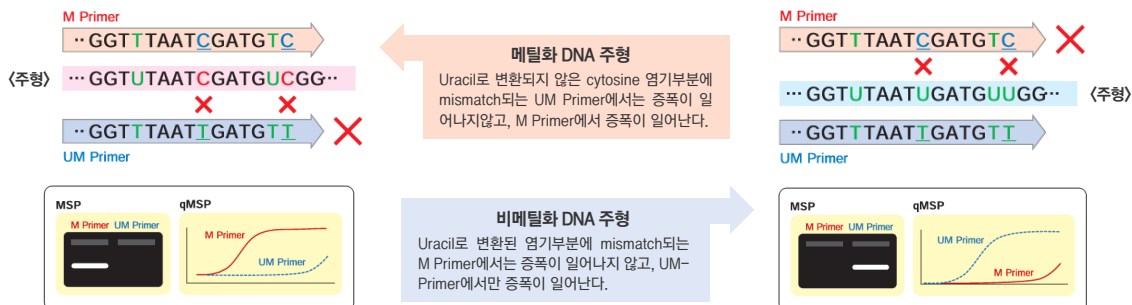 M Primer
·· GGTTTAATCGATGTC
〈주형〉 ··· GGTUTAATCGATGUCGG···
·· GGTTTAATTGATGTT
UM Primer
MSP
M Primer UM Primer
qMSP
M Primer
UM Primer
메틸화 DNA 주형
Uracil로 변환되지 않은 cytosine 염기부분에
mismatch되는 UM Primer에서는 증폭이 일
어나지않고, M Primer에서 증폭이 일어난다.
비메틸화 DNA 주형
Uracil로 변환된 염기부분에 mismatch되는
M Primer에서는 증폭이 일어나지 않고, UM-
Primer에서만 증폭이 일어난다.
M Primer
·· GGTTTAATCGATGTC
··· GGTUTAATUGATGUUGG··· 〈주형〉
·· GGTTTAATTGATGTT
UM Primer
MSP
M Primer UM Primer
qMSP
UM Primer
M Primer